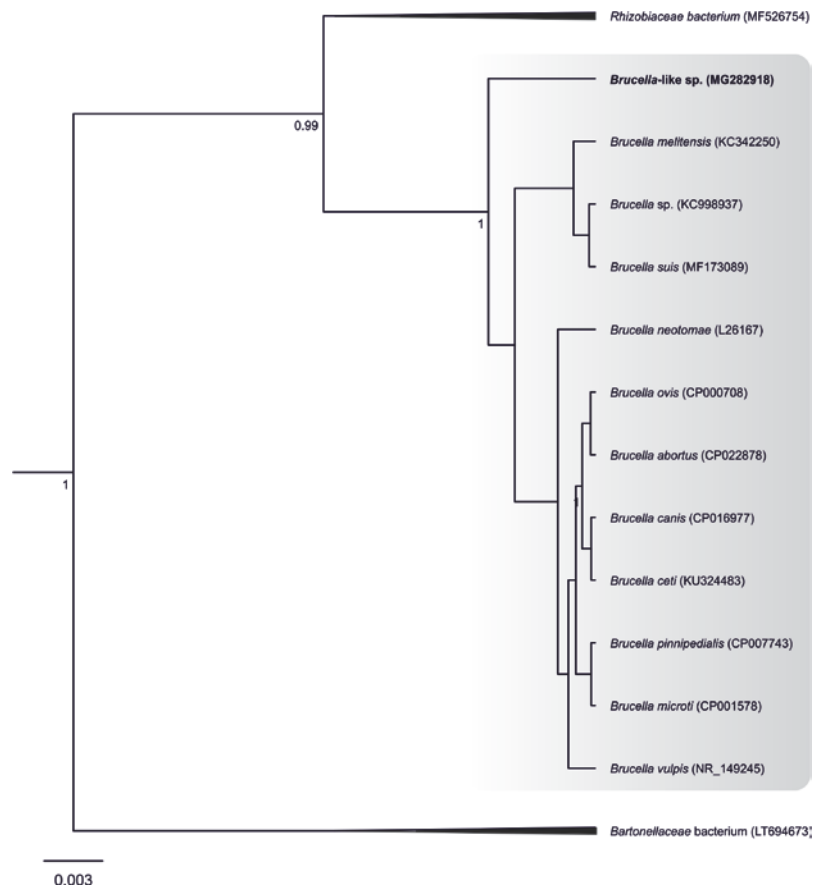 Rhizobiaceae bacterium (MF526754)
Brucella-like sp. (MG282918)
0.99
Brucella melitensis (KC342250)
Brucella sp. (KC998937)
1
Brucella suis (MF173089)
Brucella neotomae (L26167)
Brucella ovis (CP000708)
Brucella abortus (CP022878)
1
1
Brucella canis (CP016977)
Brucella ceti (KU324483)
Brucella pinnipedialis (CP007743)
Brucella microti (CP001578)
Brucella vulpis (NR_149245)
Bartonellaceae bacterium (LT694673)
0.003